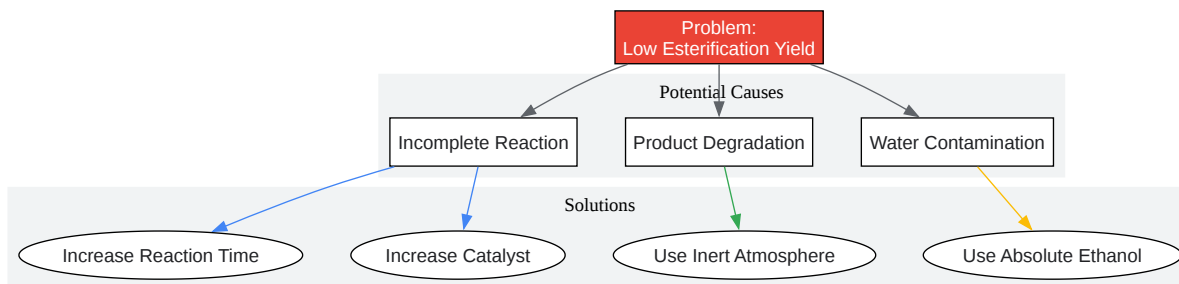 Problem:
Low Esterification Yield
Potential Causes
Incomplete Reaction
Product Degradation
Water Contamination
Solutions
Increase Reaction Time
Increase Catalyst
Use Inert Atmosphere
Use Absolute Ethanol